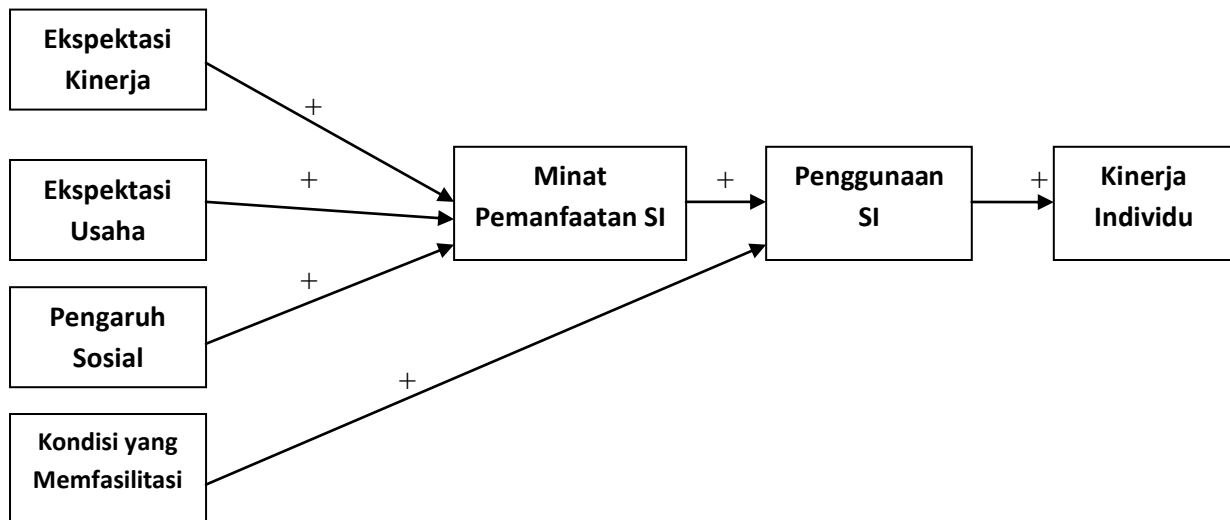 Ekspektasi
Kinerja
+
Ekspektasi
Usaha
+
Pengaruh
Sosial
+
Kondisi yang
Memfasilitasi
+
Minat
Pemanfaatan SI
+
Penggunaan
SI
+
Kinerja
Individu